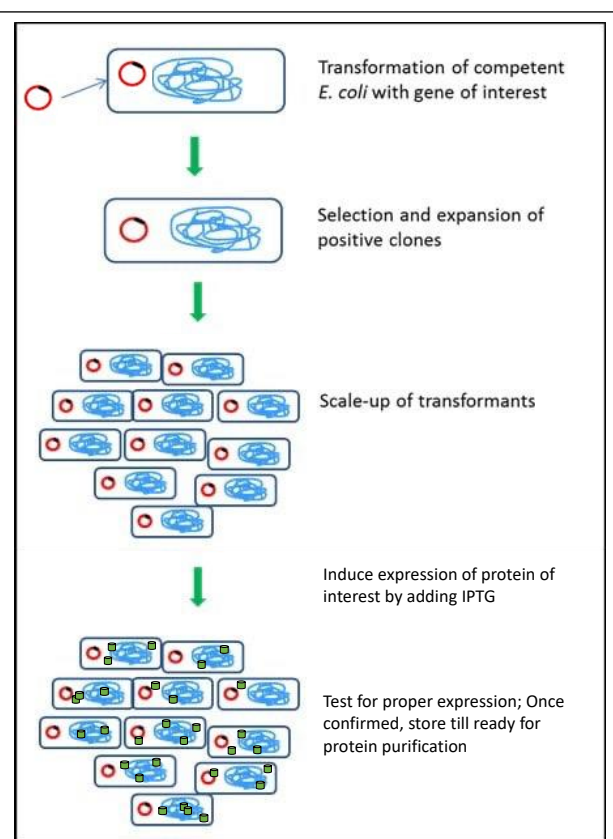 Transformation of competent
E. coli with gene of interest
Selection and expansion of
positive clones
Scale-up of transformants
Induce expression of protein of
interest by adding IPTG
Test for proper expression; Once
confirmed, store till ready for
protein purification